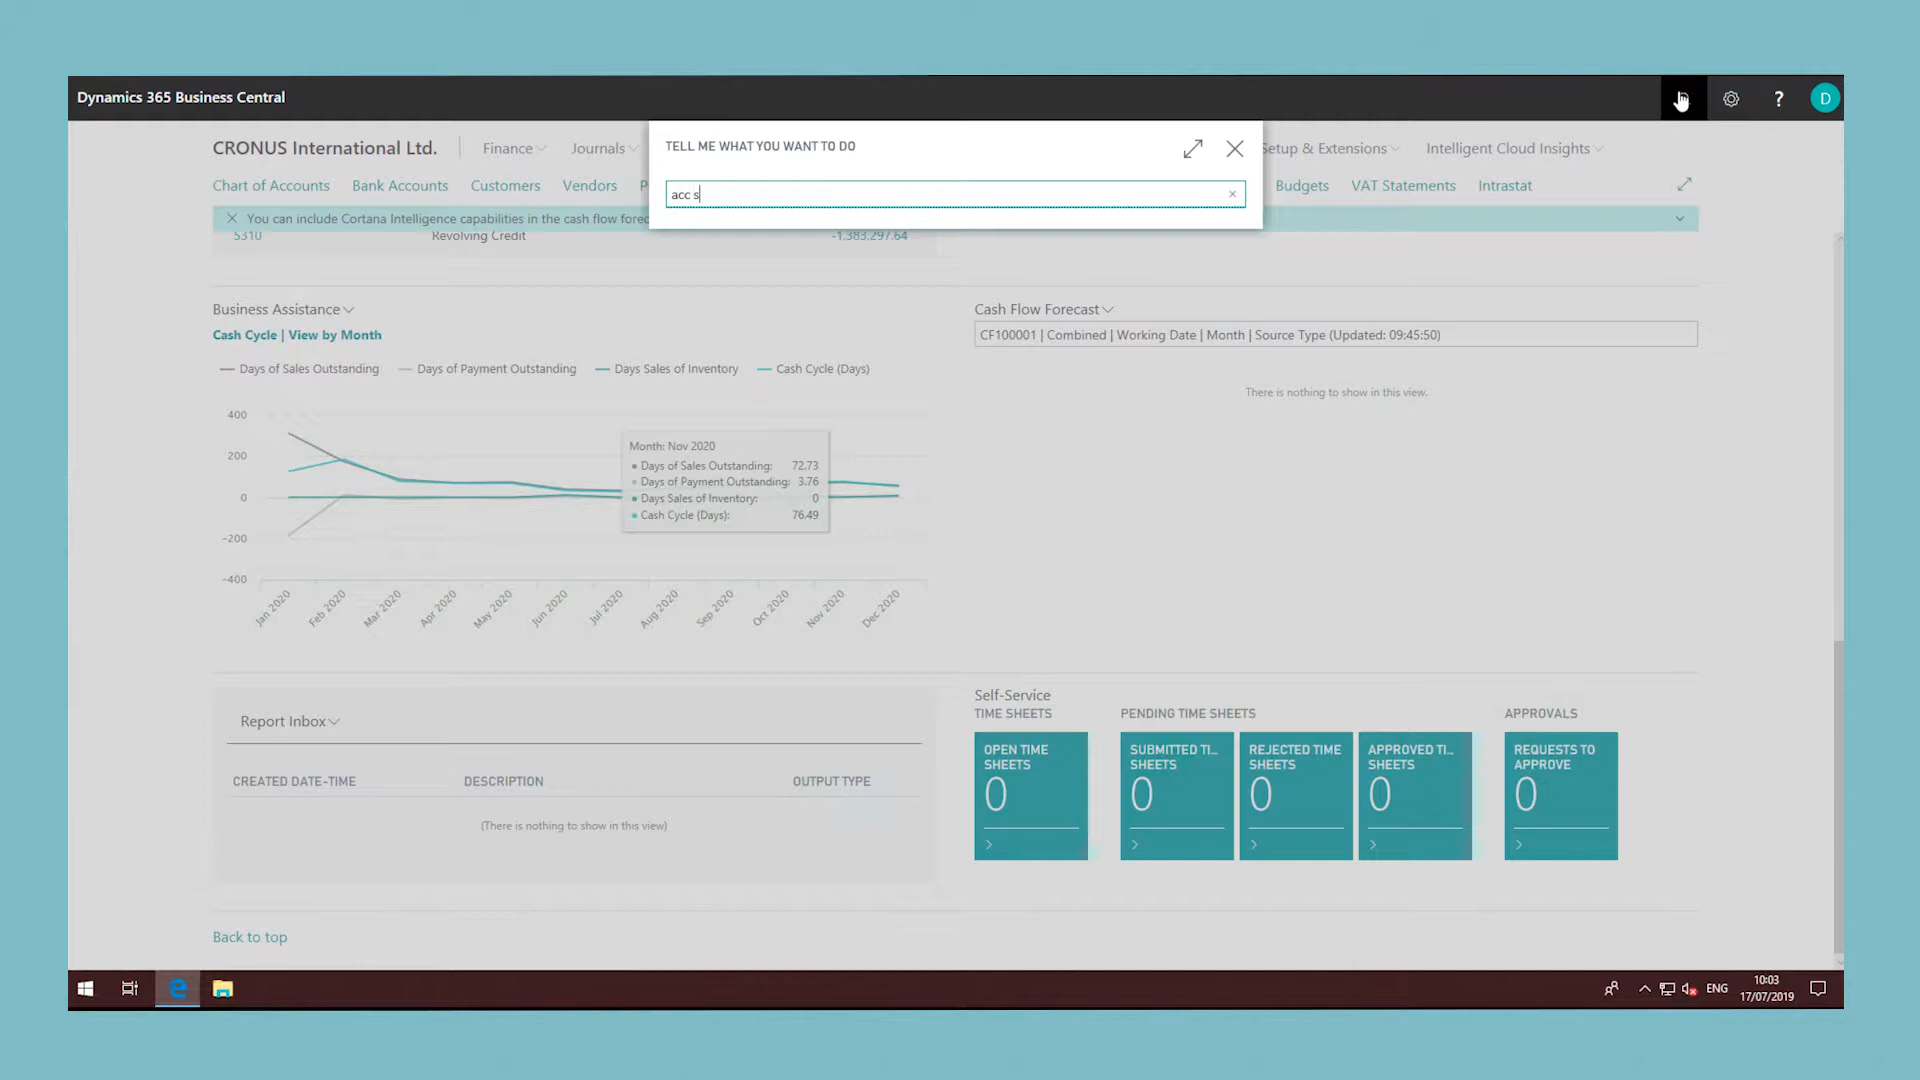 Dynamics 365 Business Central
?
D
CRONUS International Ltd.
Finance
Journals
Setup & Extensions
Intelligent Cloud Insights
TELL ME WHAT YOU WANT TO DO
acc s
Chart of Accounts
Bank Accounts
Customers
Vendors
Budgets
VAT Statements
Intrastat
You can include Cortana Intelligence capabilities in the cash flow
5310
Revolving Credit
-1,383,297.64
Business Assistance
Cash Cycle | View by Month
Days of Sales Outstanding
Days of Payment Outstanding
Days Sales of Inventory
Cash Cycle (Days)
400
200
0
-200
-400
Month: Nov 2020
Days of Sales Outstanding: 72.73
Days of Payment Outstanding: 3.76
Days Sales of Inventory: 0
Cash Cycle (Days): 76.49
Jan 2020
Feb 2020
Mar 2020
Apr 2020
May 2020
Jun 2020
Jul 2020
Aug 2020
Sep 2020
Oct 2020
Nov 2020
Dec 2020
Cash Flow Forecast
CF100001 | Combined | Working Date | Month | Source Type (Updated: 09:45:50)
There is nothing to show in this view.
Report Inbox
CREATED DATE-TIME
DESCRIPTION
OUTPUT TYPE
(There is nothing to show in this view)
Self-Service
TIME SHEETS
PENDING TIME SHEETS
APPROVALS
OPEN TIME
SHEETS
0
SUBMITTED TI...
SHEETS
0
REJECTED TIME
SHEETS
0
APPROVED TI...
SHEETS
0
REQUESTS TO
APPROVE
0
Back to top
ENG
10:03
17/07/2019